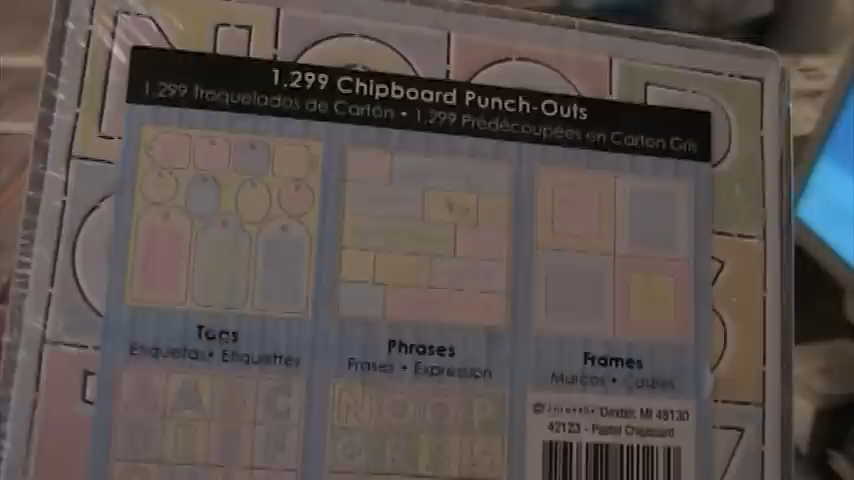 1,299 Chipboard Punch-Outs
1,299 Troquelados de Cartón • 1,299 Prédécoupées en Carton Gris
Tags
Etiquetas • Etiquettes
Phrases
Frases • Expression
Frames
Marcos • Cadres
Dexter, MI 48130
42123 - Pastel Chipboard
A B C
N O O P